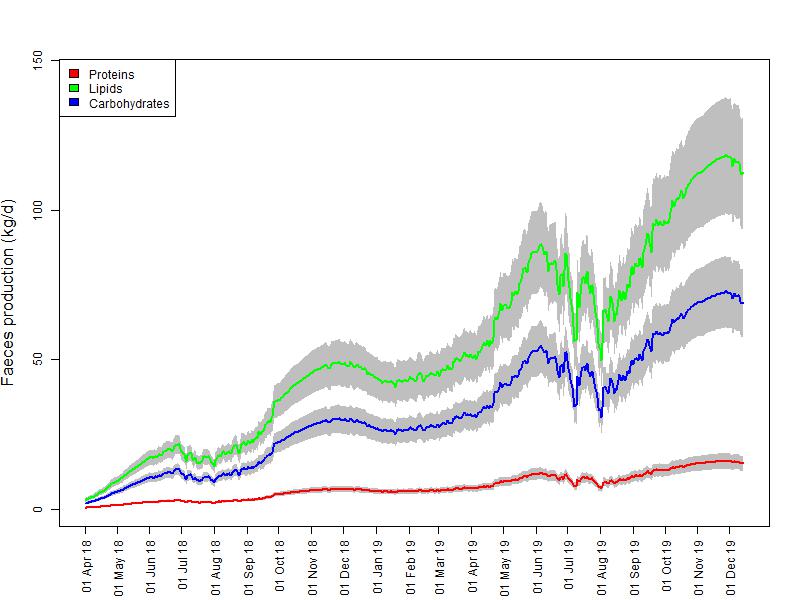 Faeces production (kg/d)
150
100
50
0
Proteins
Lipids
Carbohydrates
01 Apr 18
01 May 18
01 Jun 18
01 Jul 18
01 Aug 18
01 Sep 18
01 Oct 18
01 Nov 18
01 Dec 18
01 Jan 19
01 Feb 19
01 Mar 19
01 Apr 19
01 May 19
01 Jun 19
01 Jul 19
01 Aug 19
01 Sep 19
01 Oct 19
01 Nov 19
01 Dec 19